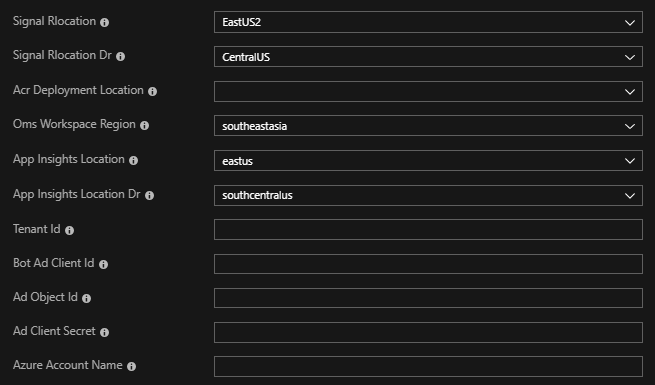 Signal Rlocation EastUS2
Signal Rlocation Dr CentralUS
Acr Deployment Location
Oms Workspace Region southeastasia
App Insights Location eastus
App Insights Location Dr southcentralus
Tenant Id
Bot Ad Client Id
Ad Object Id
Ad Client Secret
Azure Account Name